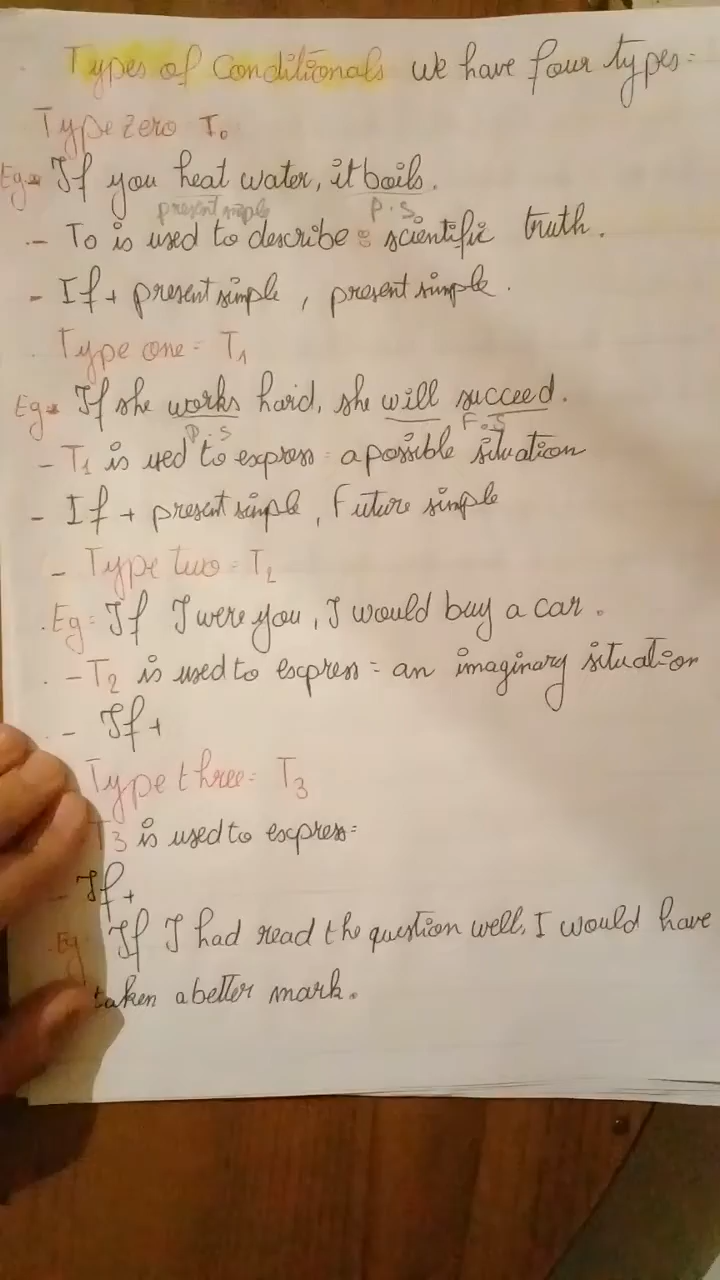 Types of Conditionals we have four types:
Type zero T0
Eg: If you heat water, it boils.
present simple P.S
- T0 is used to describe: scientific truth.
- If + present simple, present simple.
Type one = T1
Eg: If she works hard, she will succeed.
P.S F.S
- T1 is used to express = a possible situation
- If + present simple, Future simple
- Type two = T2
Eg: If I were you, I would buy a car.
- T2 is used to express = an imaginary situation
- If +
Type three = T3
T3 is used to express =
- If +
Eg If I had read the question well, I would have
taken a better mark.